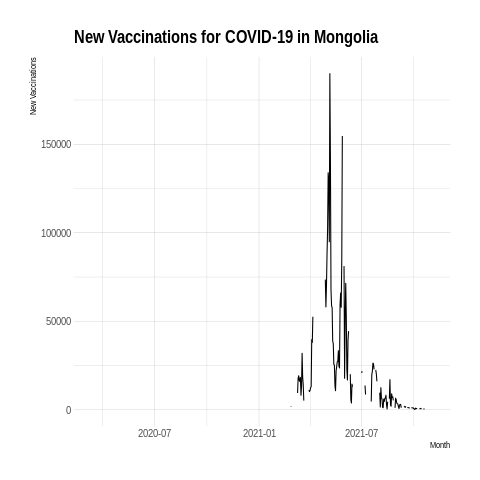 New Vaccinations for COVID-19 in Mongolia
New Vaccinations
150000
100000
50000
0
2020-07 2021-01 2021-07
Month